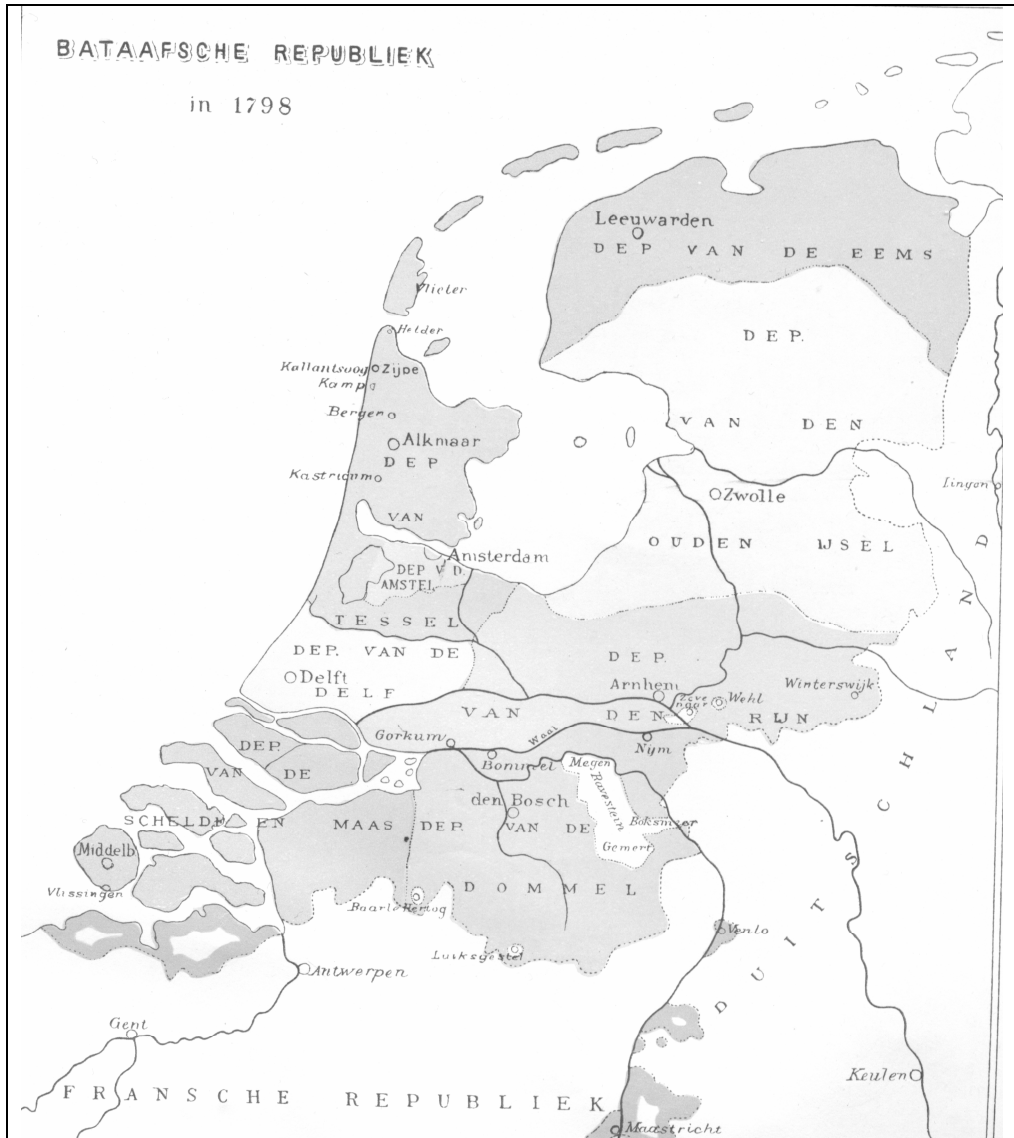 BATAAFSCHE REPUBLIEK
in 1798
Leeuwarden
DEP VAN DE EEMS
Vlieter
Helder
DEP.
Kallantsoog Zijpe
Kamp
Bergen
VAN DEN
Alkmaar
DEP
Kastricum
Lingen
Zwolle
VAN
OUDEN IJSEL
Amsterdam
DEP V D.
AMSTEL
TESSEL
DEP. VAN DE
DEP.
Delft
DELF
Arnhem
Zeve
naar
Wehl
Winterswijk
VAN DEN RIJN
Gorkum
Waal
Nijm
DEP.
VAN DE
Bommel
Megen
Ravestein
den Bosch
SCHELDE EN MAAS
DEP. VAN DE
Boksmeer
Gemert
Middelb
Vlissingen
DOMMEL
Baarle-Hertog
Venlo
Luiksgestel
Antwerpen
DUITSCHLAND
Gent
Keulen
FRANSCHE REPUBLIEK
Maastricht